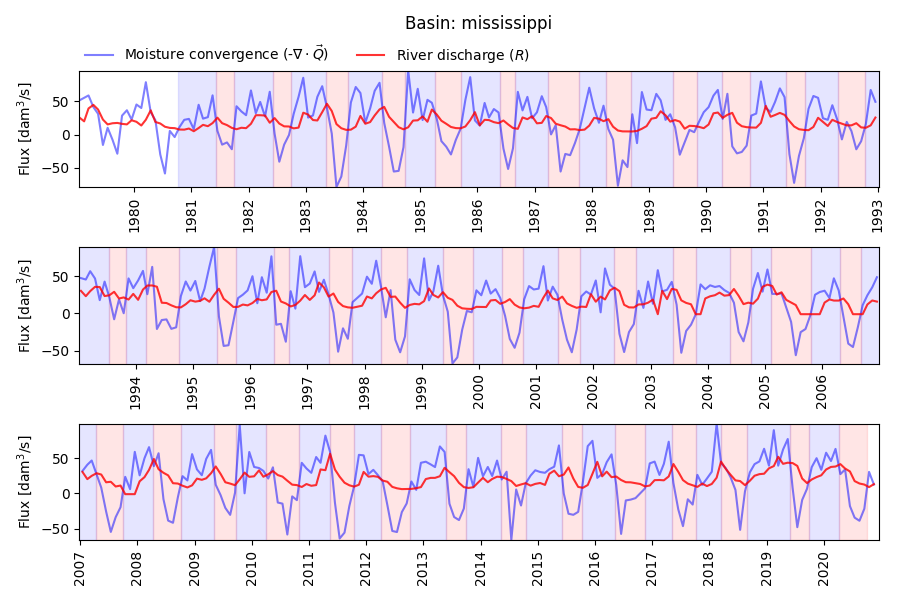 Basin: mississippi
Moisture convergence (-∇ · Q⃗) River discharge (R)
Flux [dam³/s]
50
0
−50
1980 1981 1982 1983 1984 1985 1986 1987 1988 1989 1990 1991 1992 1993
Flux [dam³/s]
50
0
−50
1994 1995 1996 1997 1998 1999 2000 2001 2002 2003 2004 2005 2006
Flux [dam³/s]
50
0
−50
2007 2008 2009 2010 2011 2012 2013 2014 2015 2016 2017 2018 2019 2020